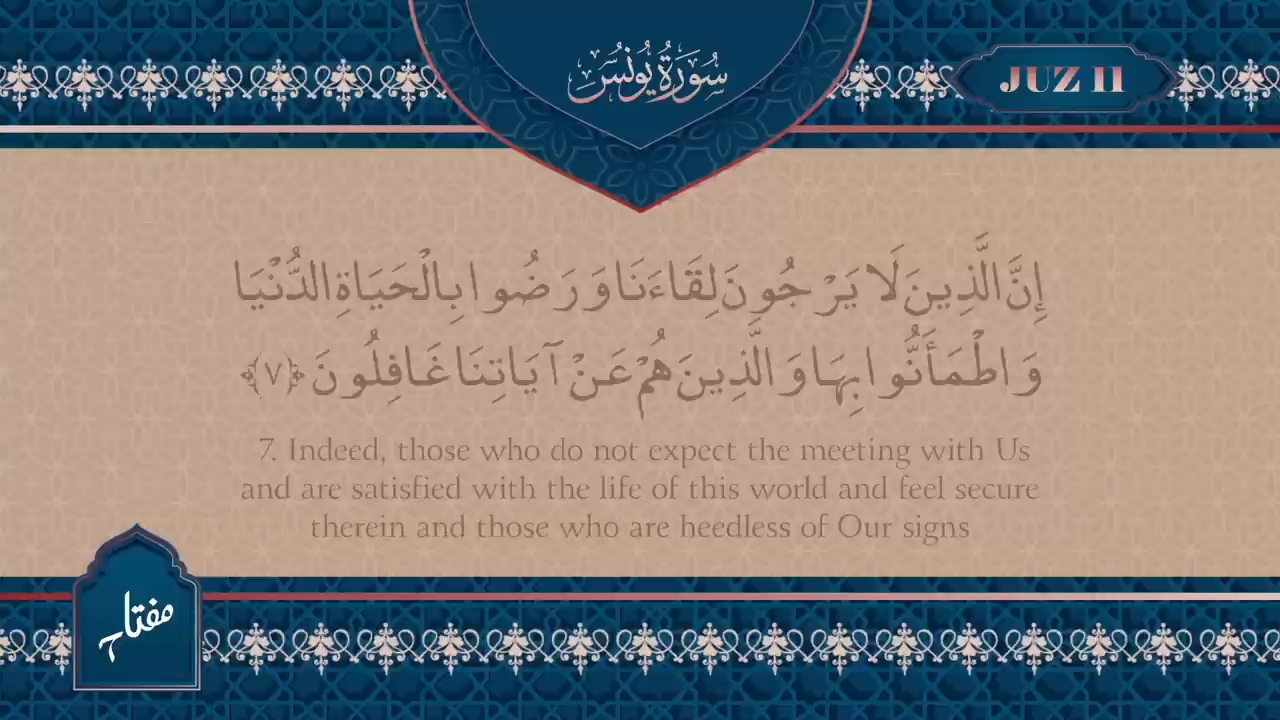 سُورَةُ يُونُسَ
JUZ 11
إِنَّ الَّذِينَ لَا يَرْجُونَ لِقَاءَنَا وَرَضُوا بِالْحَيَاةِ الدُّنْيَا
وَاطْمَأَنُّوا بِهَا وَالَّذِينَ هُمْ عَنْ آيَاتِنَا غَافِلُونَ ﴿٧﴾
7. Indeed, those who do not expect the meeting with Us
and are satisfied with the life of this world and feel secure
therein and those who are heedless of Our signs
مفتاح